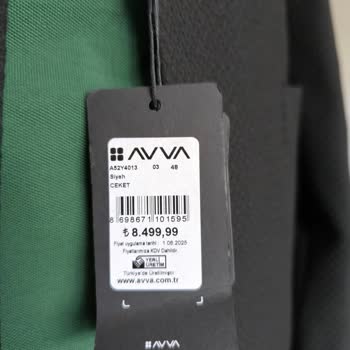 AVVA
A52Y4013 03 48
Siyah
CEKET
8 698671 101595
₺ 8.499,99
Fiyat uygulama tarihi : 1.08.2025
Fiyatlarımıza KDV Dahildir.
YERLİ
ÜRETİM
Türkiye'de Üretilmiştir
www.avva.com.tr
AVVA